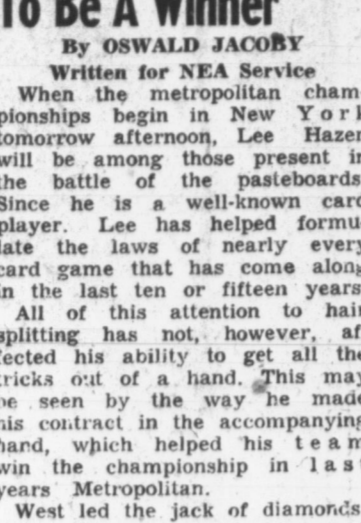 To Be A Winner
By OSWALD JACOBY
Written for NEA Service
When the metropolitan cham-
pionships begin in New York
tomorrow afternoon, Lee Hazen
will be among those present in
the battle of the pasteboards.
Since he is a well-known card
player. Lee has helped formu-
late the laws of nearly every
card game that has come along
in the last ten or fifteen years.
All of this attention to hair
splitting has not, however, af-
fected his ability to get all the
tricks out of a hand. This may
be seen by the way he made
his contract in the accompanying
hand, which helped his team
win the championship in last
years Metropolitan.
West led the jack of diamonds